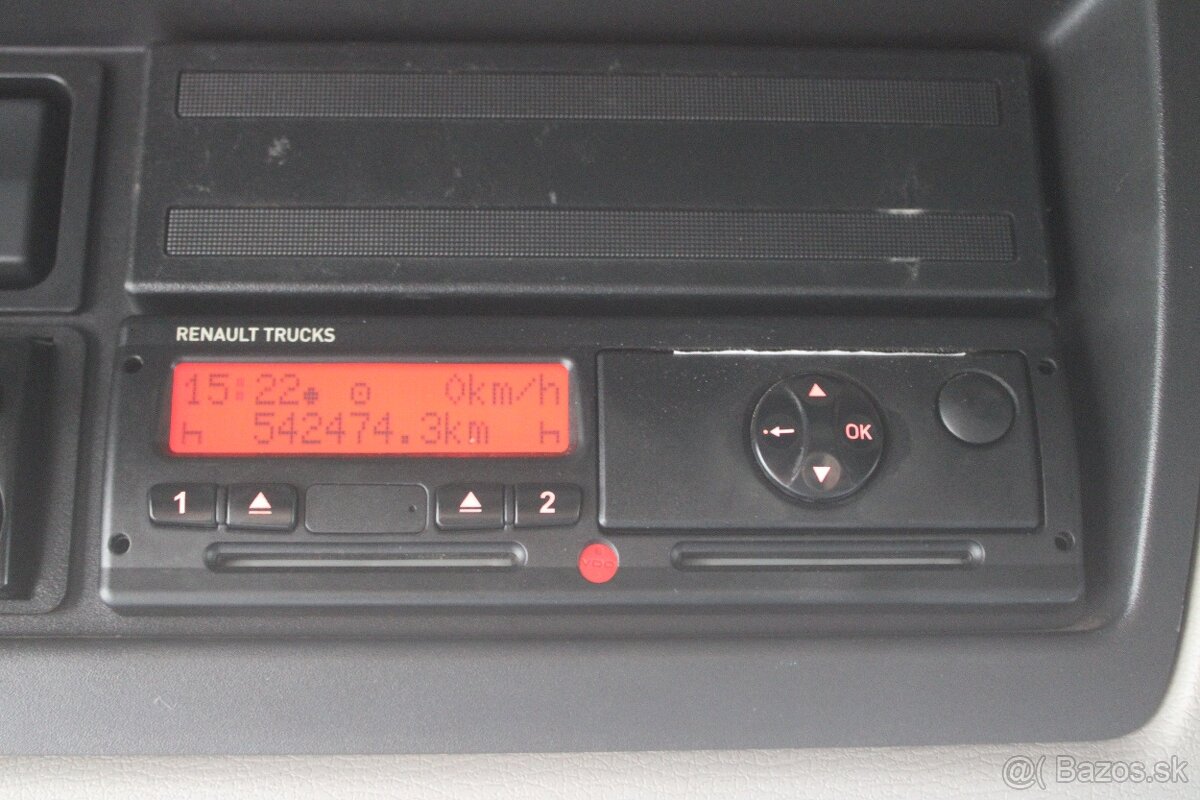 RENAULT TRUCKS
15:22 0km/h
542474.3km
1 2
OK
VDO
@( Bazos.sk